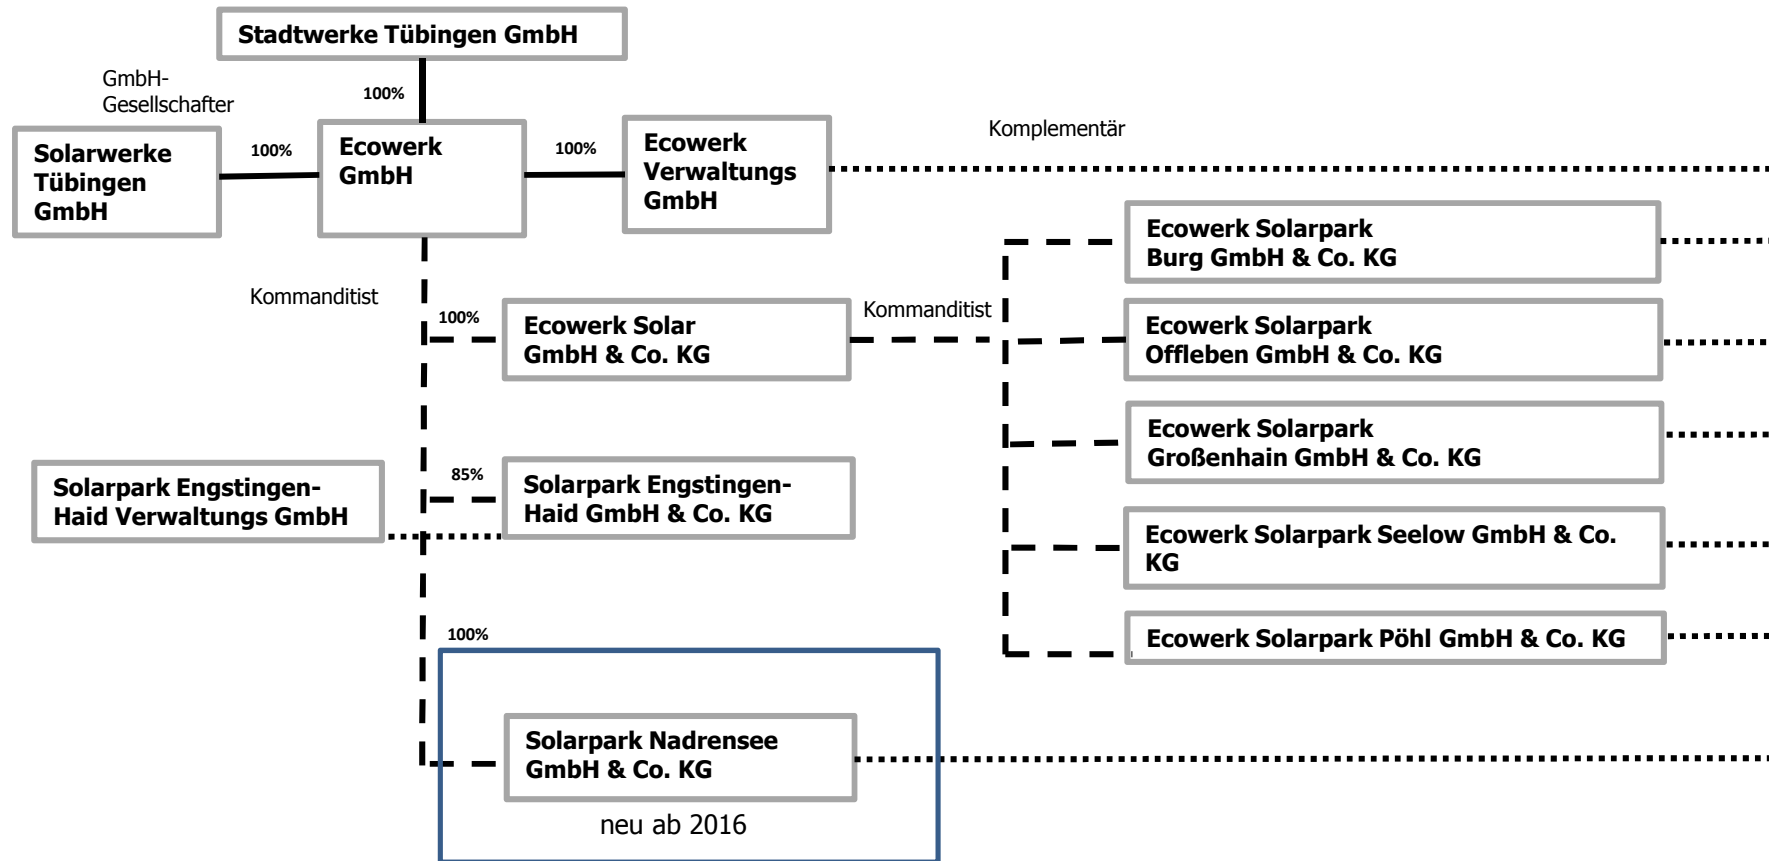 Stadtwerke Tübingen GmbH
GmbH-
Gesellschafter
100%
Solarwerke
Tübingen
GmbH
100%
Ecowerk
GmbH
100%
Ecowerk
Verwaltungs
GmbH
Komplementär
Ecowerk Solarpark
Burg GmbH & Co. KG
Kommanditist
100%
Ecowerk Solar
GmbH & Co. KG
Kommanditist
Ecowerk Solarpark
Offleben GmbH & Co. KG
Ecowerk Solarpark
Großenhain GmbH & Co. KG
Solarpark Engstingen-
Haid Verwaltungs GmbH
85%
Solarpark Engstingen-
Haid GmbH & Co. KG
Ecowerk Solarpark Seelow GmbH & Co.
KG
Ecowerk Solarpark Pöhl GmbH & Co. KG
100%
Solarpark Nadrensee
GmbH & Co. KG
neu ab 2016